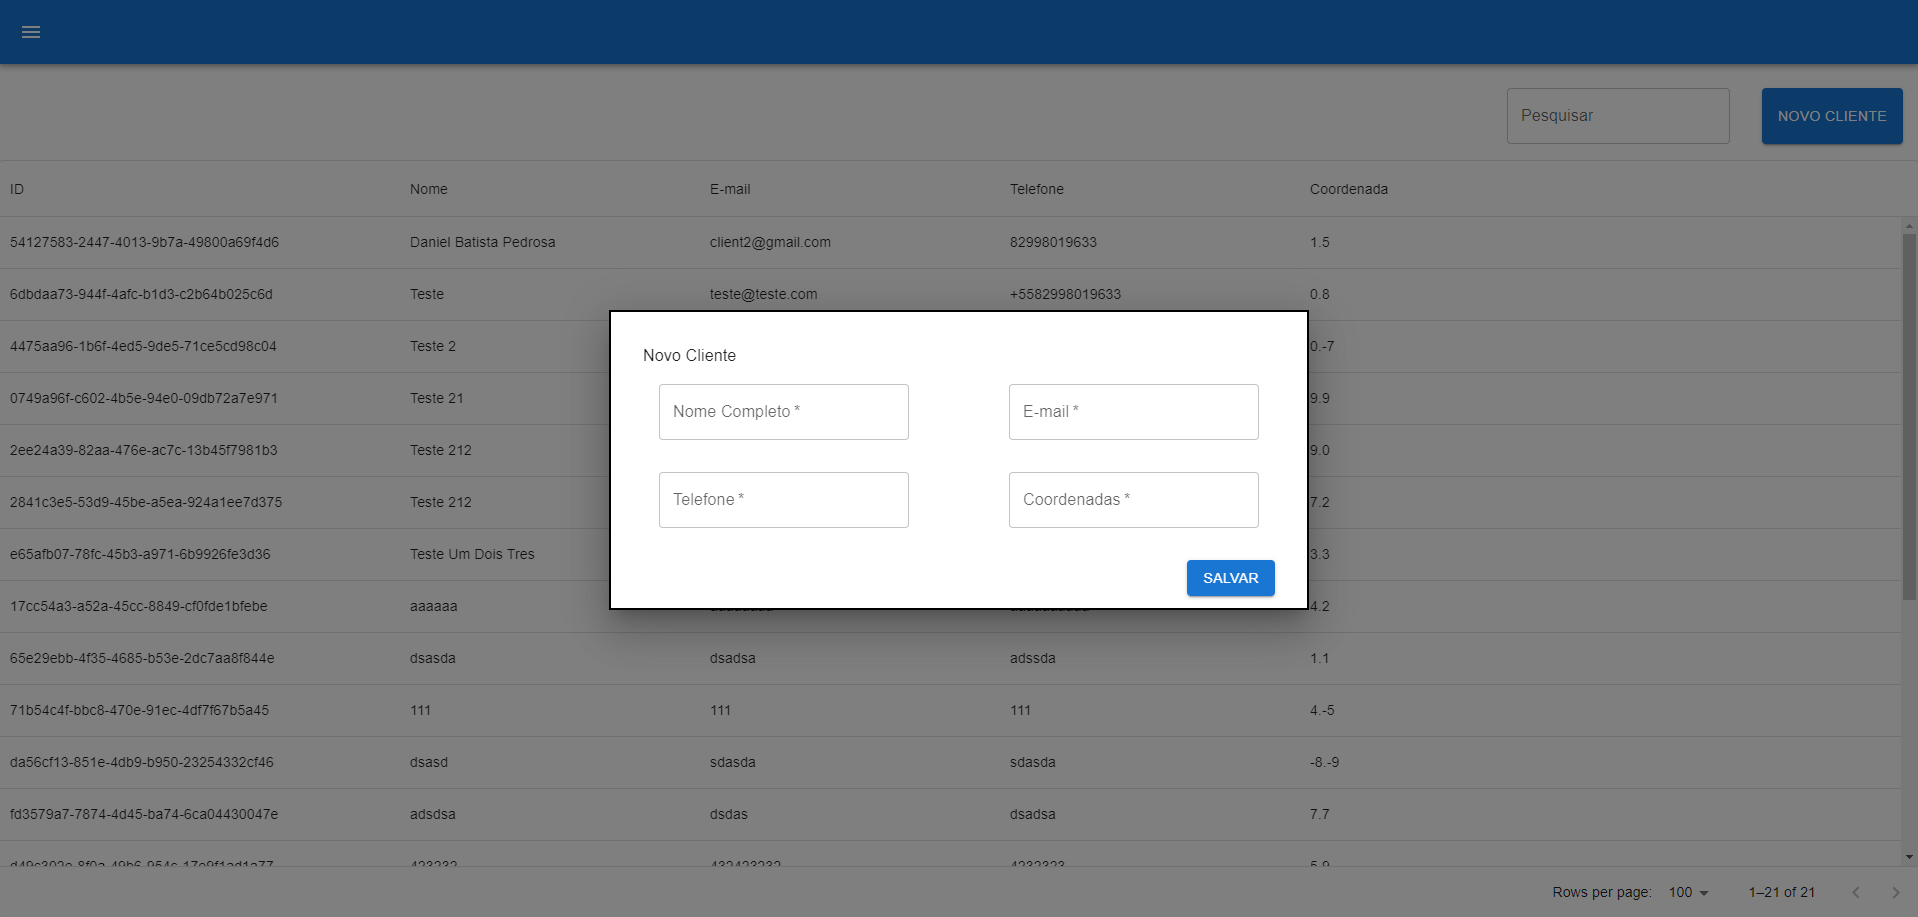 Pesquisar
NOVO CLIENTE
ID Nome E-mail Telefone Coordenada
54127583-2447-4013-9b7a-49800a69f4d6 Daniel Batista Pedrosa client2@gmail.com 82998019633 1.5
6dbdaa73-944f-4afc-b1d3-c2b64b025c6d Teste teste@teste.com +5582998019633 0.8
4475aa96-1b6f-4ed5-9de5-71ce5cd98c04 Teste 2 0.-7
0749a96f-c602-4b5e-94e0-09db72a7e971 Teste 21 9.9
2ee24a39-82aa-476e-ac7c-13b45f7981b3 Teste 212 9.0
2841c3e5-53d9-45be-a5ea-924a1ee7d375 Teste 212 7.2
e65afb07-78fc-45b3-a971-6b9926fe3d36 Teste Um Dois Tres 3.3
17cc54a3-a52a-45cc-8849-cf0fde1bfebe aaaaaa 4.2
65e29ebb-4f35-4685-b53e-2dc7aa8f844e dsasda dsadsa adssda 1.1
71b54c4f-bbc8-470e-91ec-4df7f67b5a45 111 111 111 4.-5
da56cf13-851e-4db9-b950-23254332cf46 dsasd sdasda sdasda -8.-9
fd3579a7-7874-4d45-ba74-6ca04430047e adsdsa dsdas dsadsa 7.7
Novo Cliente
Nome Completo *
E-mail *
Telefone *
Coordenadas *
SALVAR
Rows per page: 100 1–21 of 21